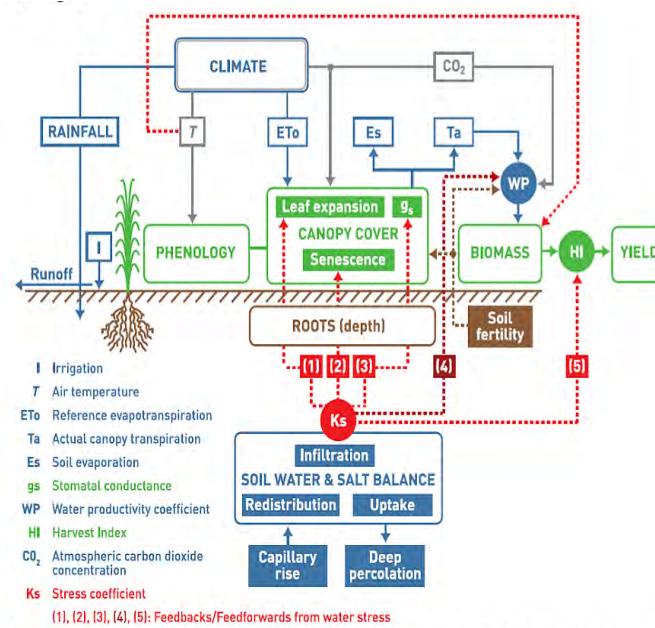 CLIMATE
CO₂
RAINFALL
T
ETo
Es
Ta
WP
Leaf expansion
gs
CANOPY COVER
Senescence
PHENOLOGY
BIOMASS
HI
YIELD
I
Runoff
ROOTS (depth)
Soil
fertility
(1)
(2)
(3)
(4)
(5)
Ks
Infiltration
SOIL WATER & SALT BALANCE
Redistribution
Uptake
Capillary
rise
Deep
percolation
I Irrigation
T Air temperature
ETo Reference evapotranspiration
Ta Actual canopy transpiration
Es Soil evaporation
gs Stomatal conductance
WP Water productivity coefficient
HI Harvest Index
CO₂ Atmospheric carbon dioxide
concentration
Ks Stress coefficient
(1), (2), (3), (4), (5): Feedbacks/Feedforwards from water stress